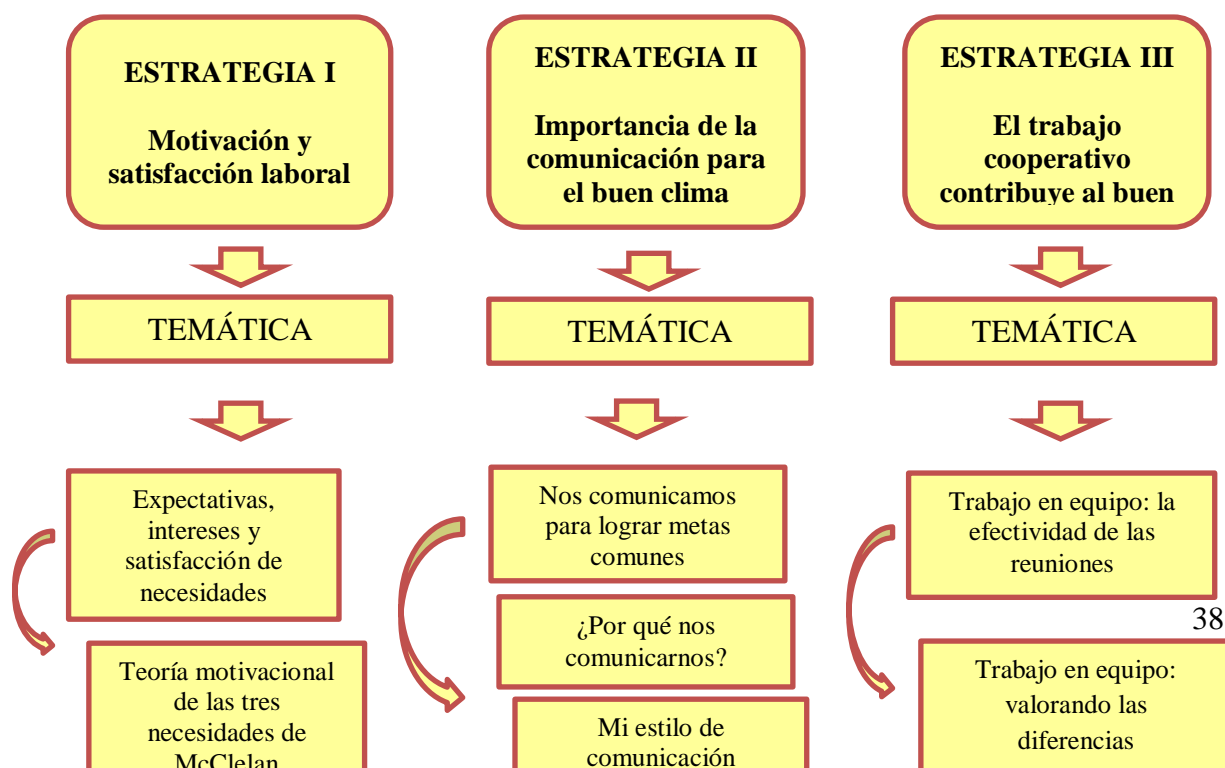 ESTRATEGIA I
Motivación y
satisfacción laboral
TEMÁTICA
Expectativas,
intereses y
satisfacción de
necesidades
Teoría motivacional
de las tres
necesidades de
McClelan
ESTRATEGIA II
Importancia de la
comunicación para
el buen clima
TEMÁTICA
Nos comunicamos
para lograr metas
comunes
¿Por qué nos
comunicarnos?
Mi estilo de
comunicación
ESTRATEGIA III
El trabajo
cooperativo
contribuye al buen
TEMÁTICA
Trabajo en equipo: la
efectividad de las
reuniones
38
Trabajo en equipo:
valorando las
diferencias